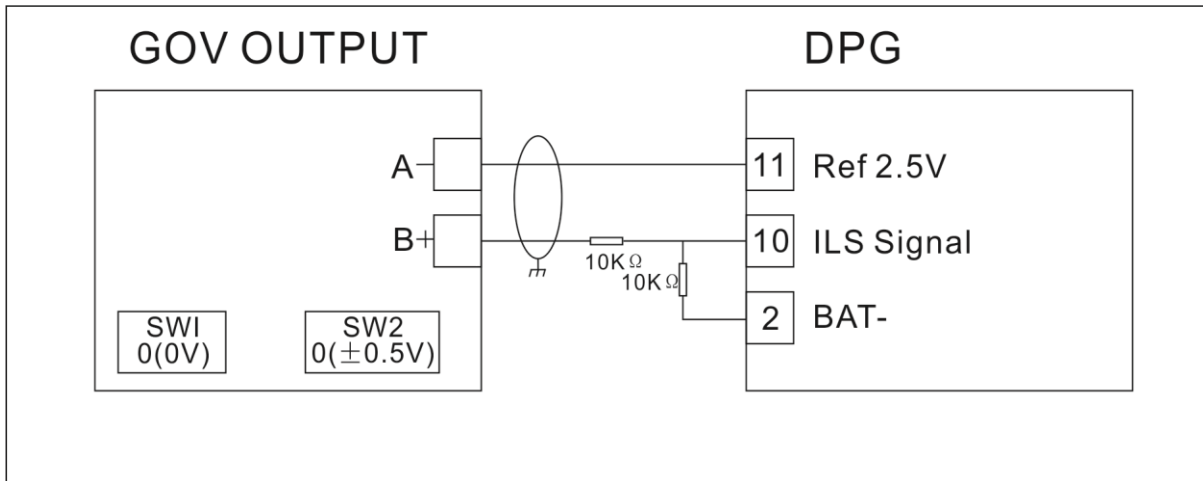 GOV OUTPUT
DPG
A
11
Ref 2.5V
B+
10
ILS Signal
10KΩ
10KΩ
2
BAT-
SW1
0(0V)
SW2
0(±0.5V)